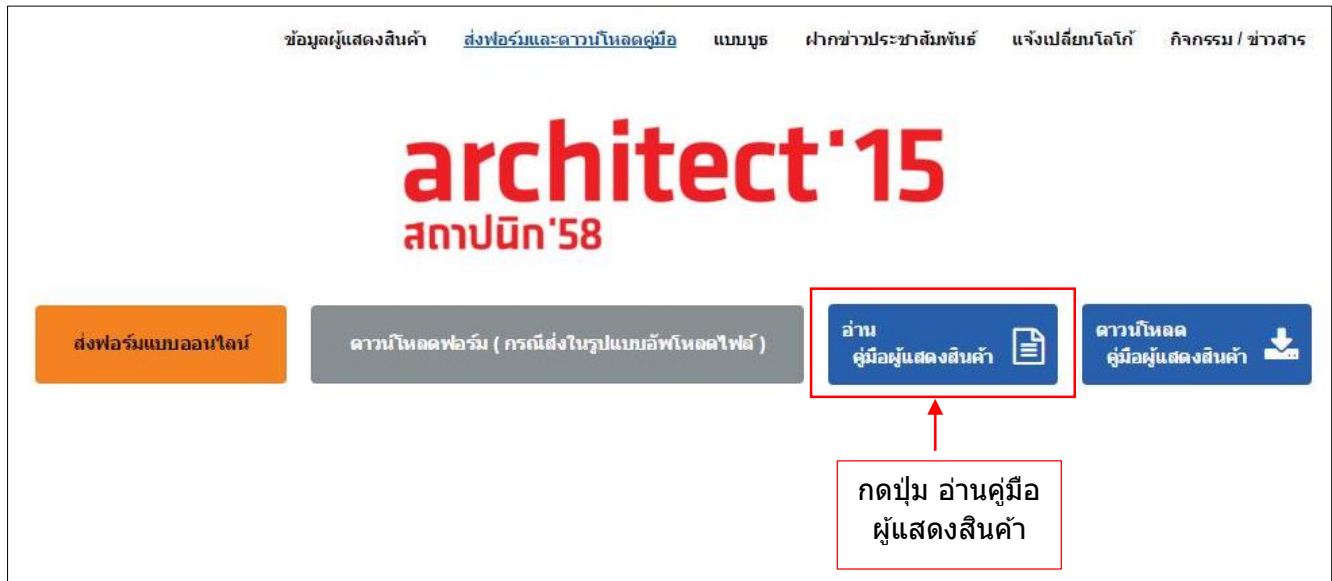 ข้อมูลผู้แสดงสินค้า ส่งฟอร์มและดาวน์โหลดคู่มือ แบบบูธ ฝากข่าวประชาสัมพันธ์ แจ้งเปลี่ยนโลโก้ กิจกรรม / ข่าวสาร
architect'15
สถาปนิก'58
ส่งฟอร์มแบบออนไลน์
ดาวน์โหลดฟอร์ม ( กรณีส่งในรูปแบบอัพโหลดไฟล์ )
อ่าน
คู่มือผู้แสดงสินค้า
ดาวน์โหลด
คู่มือผู้แสดงสินค้า
กดปุ่ม อ่านคู่มือ
ผู้แสดงสินค้า